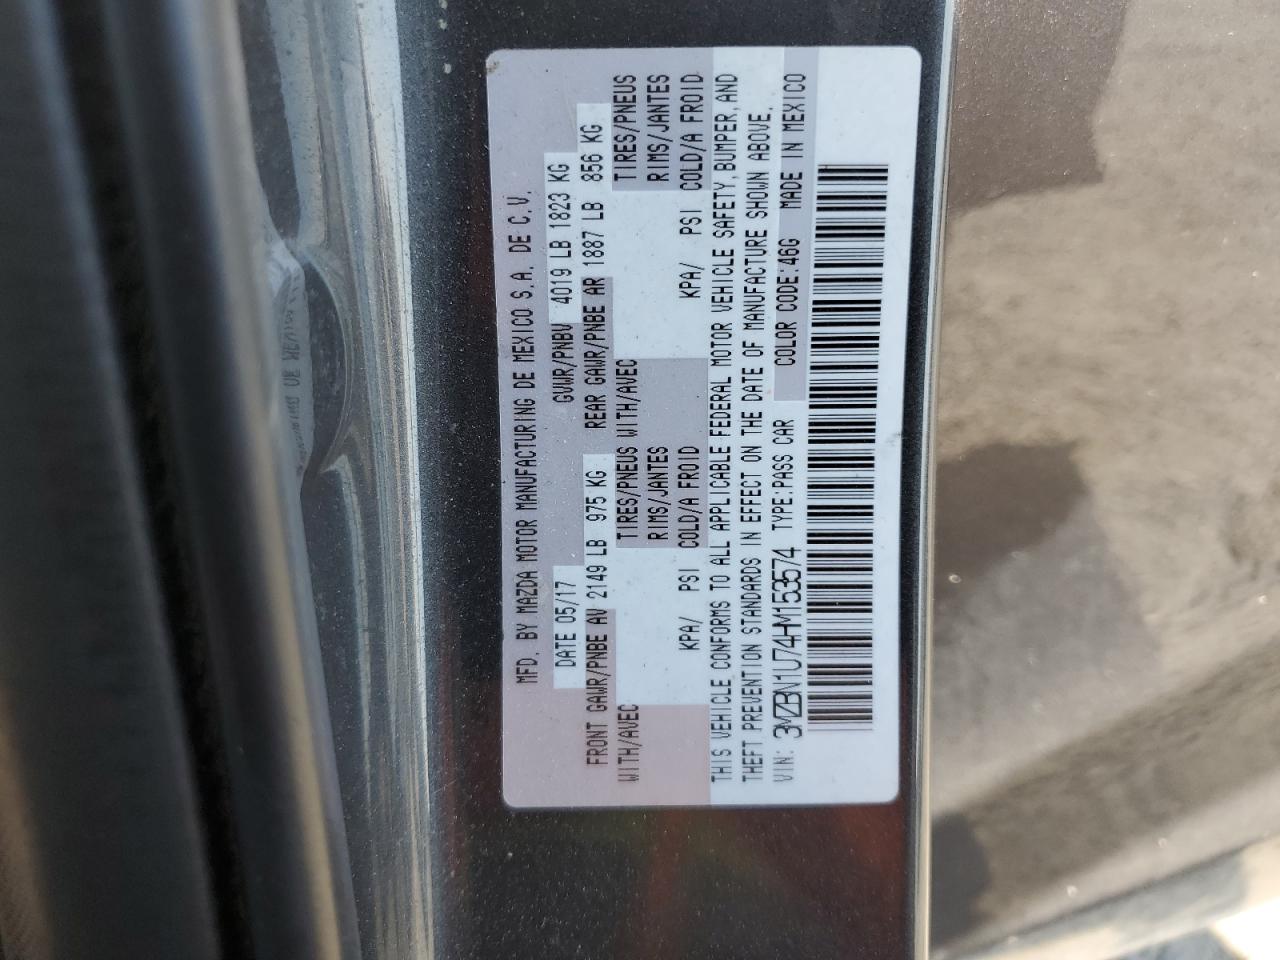 MFD. BY MAZDA MOTOR MANUFACTURING DE MEXICO S.A. DE C.V.
DATE 05/17 GVWR/PNBV 4019 LB 1823 KG
FRONT GAWR/PNBE AV 2149 LB 975 KG REAR GAWR/PNBE AR 1887 LB 856 KG
WITH/AVEC TIRES/PNEUS WITH/AVEC TIRES/PNEUS
RIMS/JANTES RIMS/JANTES
KPA/ PSI COLD/A FROID KPA/ PSI COLD/A FROID
THIS VEHICLE CONFORMS TO ALL APPLICABLE FEDERAL MOTOR VEHICLE SAFETY, BUMPER, AND
THEFT PREVENTION STANDARDS IN EFFECT ON THE DATE OF MANUFACTURE SHOWN ABOVE.
VIN: 3MZBN1U74HM153574 TYPE:PASS CAR COLOR CODE:46G MADE IN MEXICO